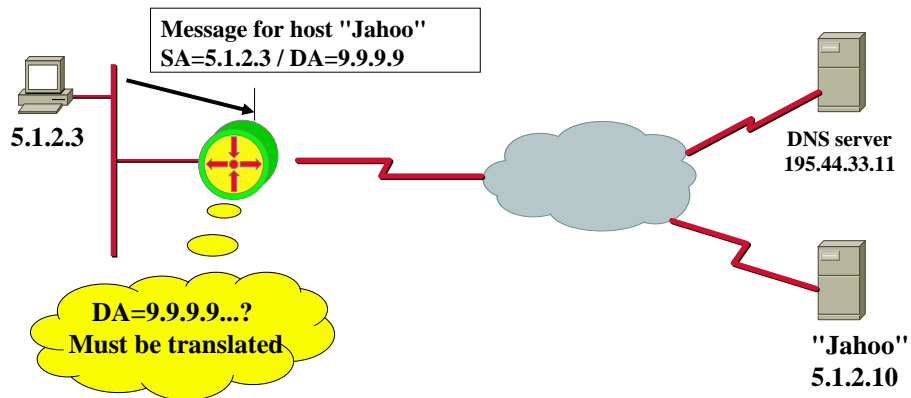 Message for host "Jahoo"
SA=5.1.2.3 / DA=9.9.9.9
5.1.2.3
DNS server
195.44.33.11
DA=9.9.9.9...?
Must be translated
"Jahoo"
5.1.2.10